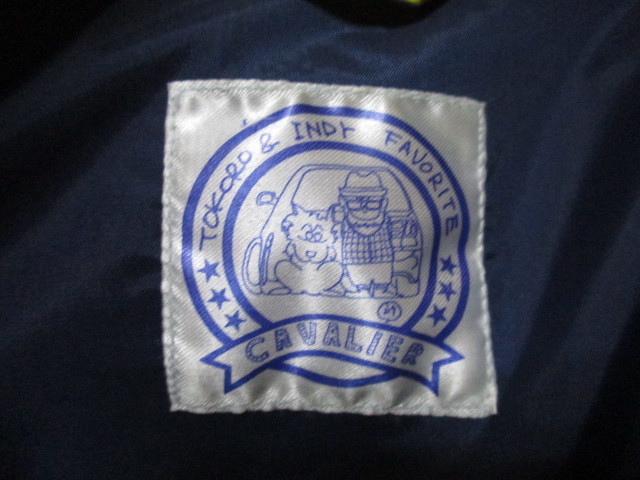 TOKORO & INDY FAVORITE
CAVALIER